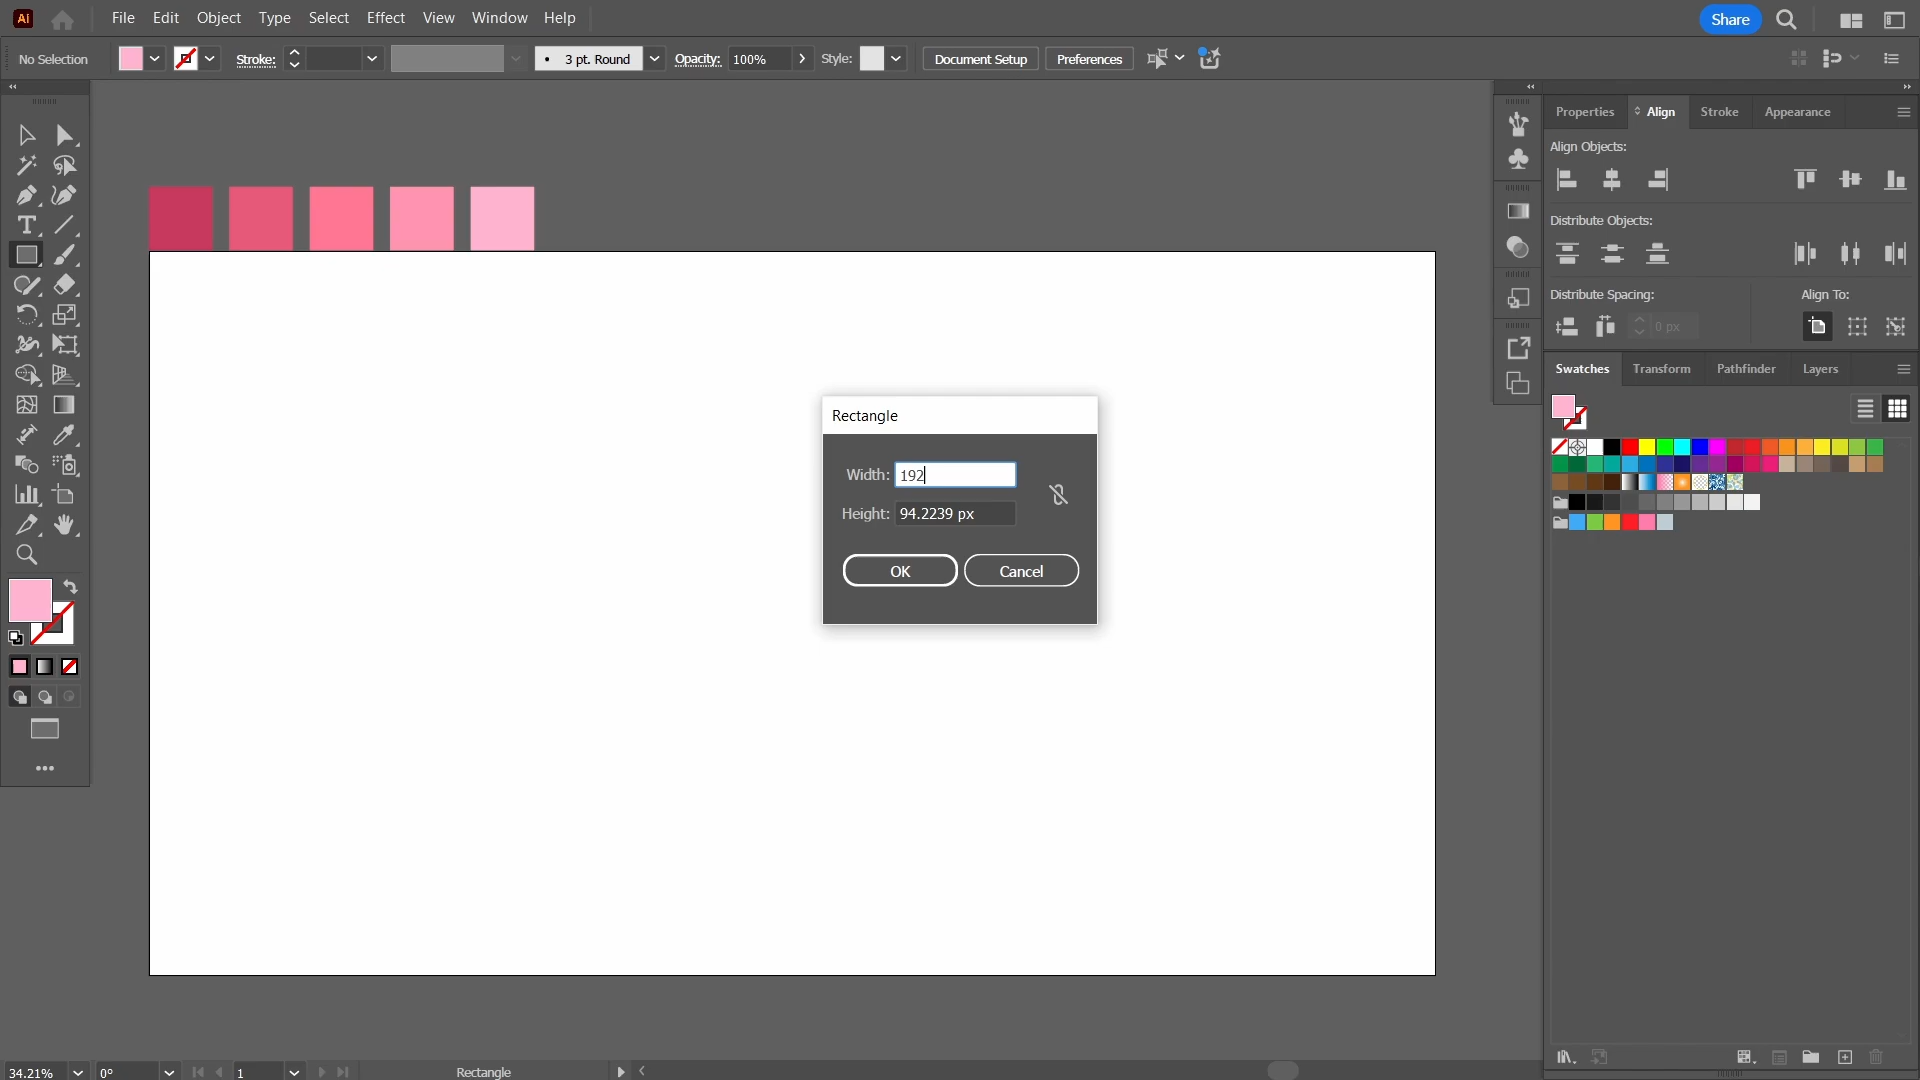 Ai File Edit Object Type Select Effect View Window Help Share
No Selection Stroke: 3 pt. Round Opacity: 100% Style: Document Setup Preferences
Properties Align Stroke Appearance
Align Objects:
Distribute Objects:
Distribute Spacing: Align To:
0 px
Swatches Transform Pathfinder Layers
Rectangle
Width: 192
Height: 94.2239 px
OK Cancel
34.21% 0° 1 Rectangle